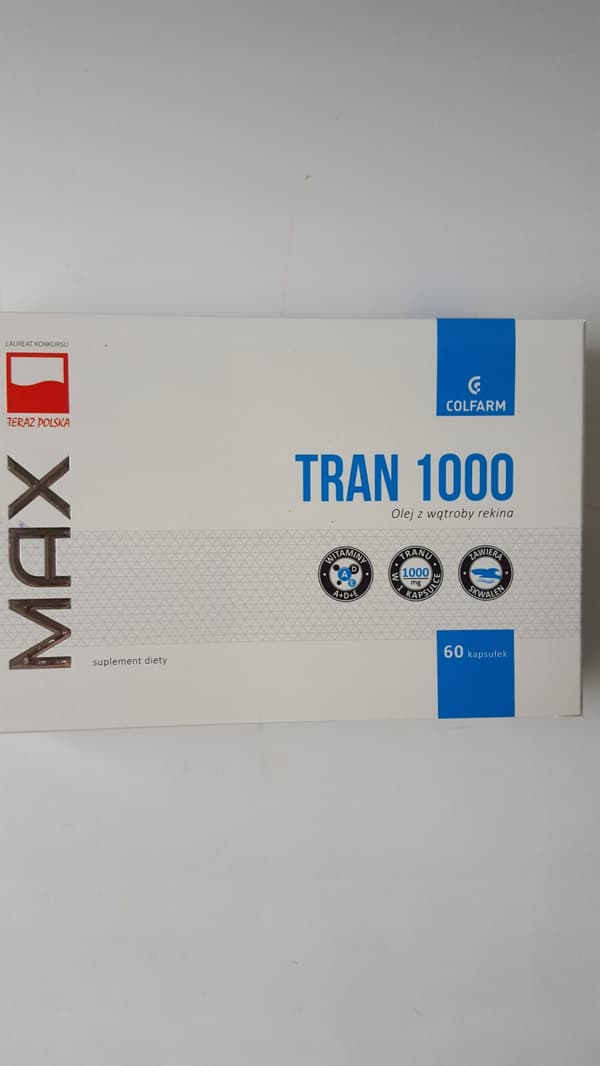 LAUREAT KONKURSU
TERAZ POLSKA
MAX
COLFARM
TRAN 1000
Olej z wątroby rekina
WITAMINY
A D E
A+D+E
TRANU
1000
mg
W 1 KAPSUŁCE
ZAWIERA
SKWALEN
suplement diety
60 kapsułek